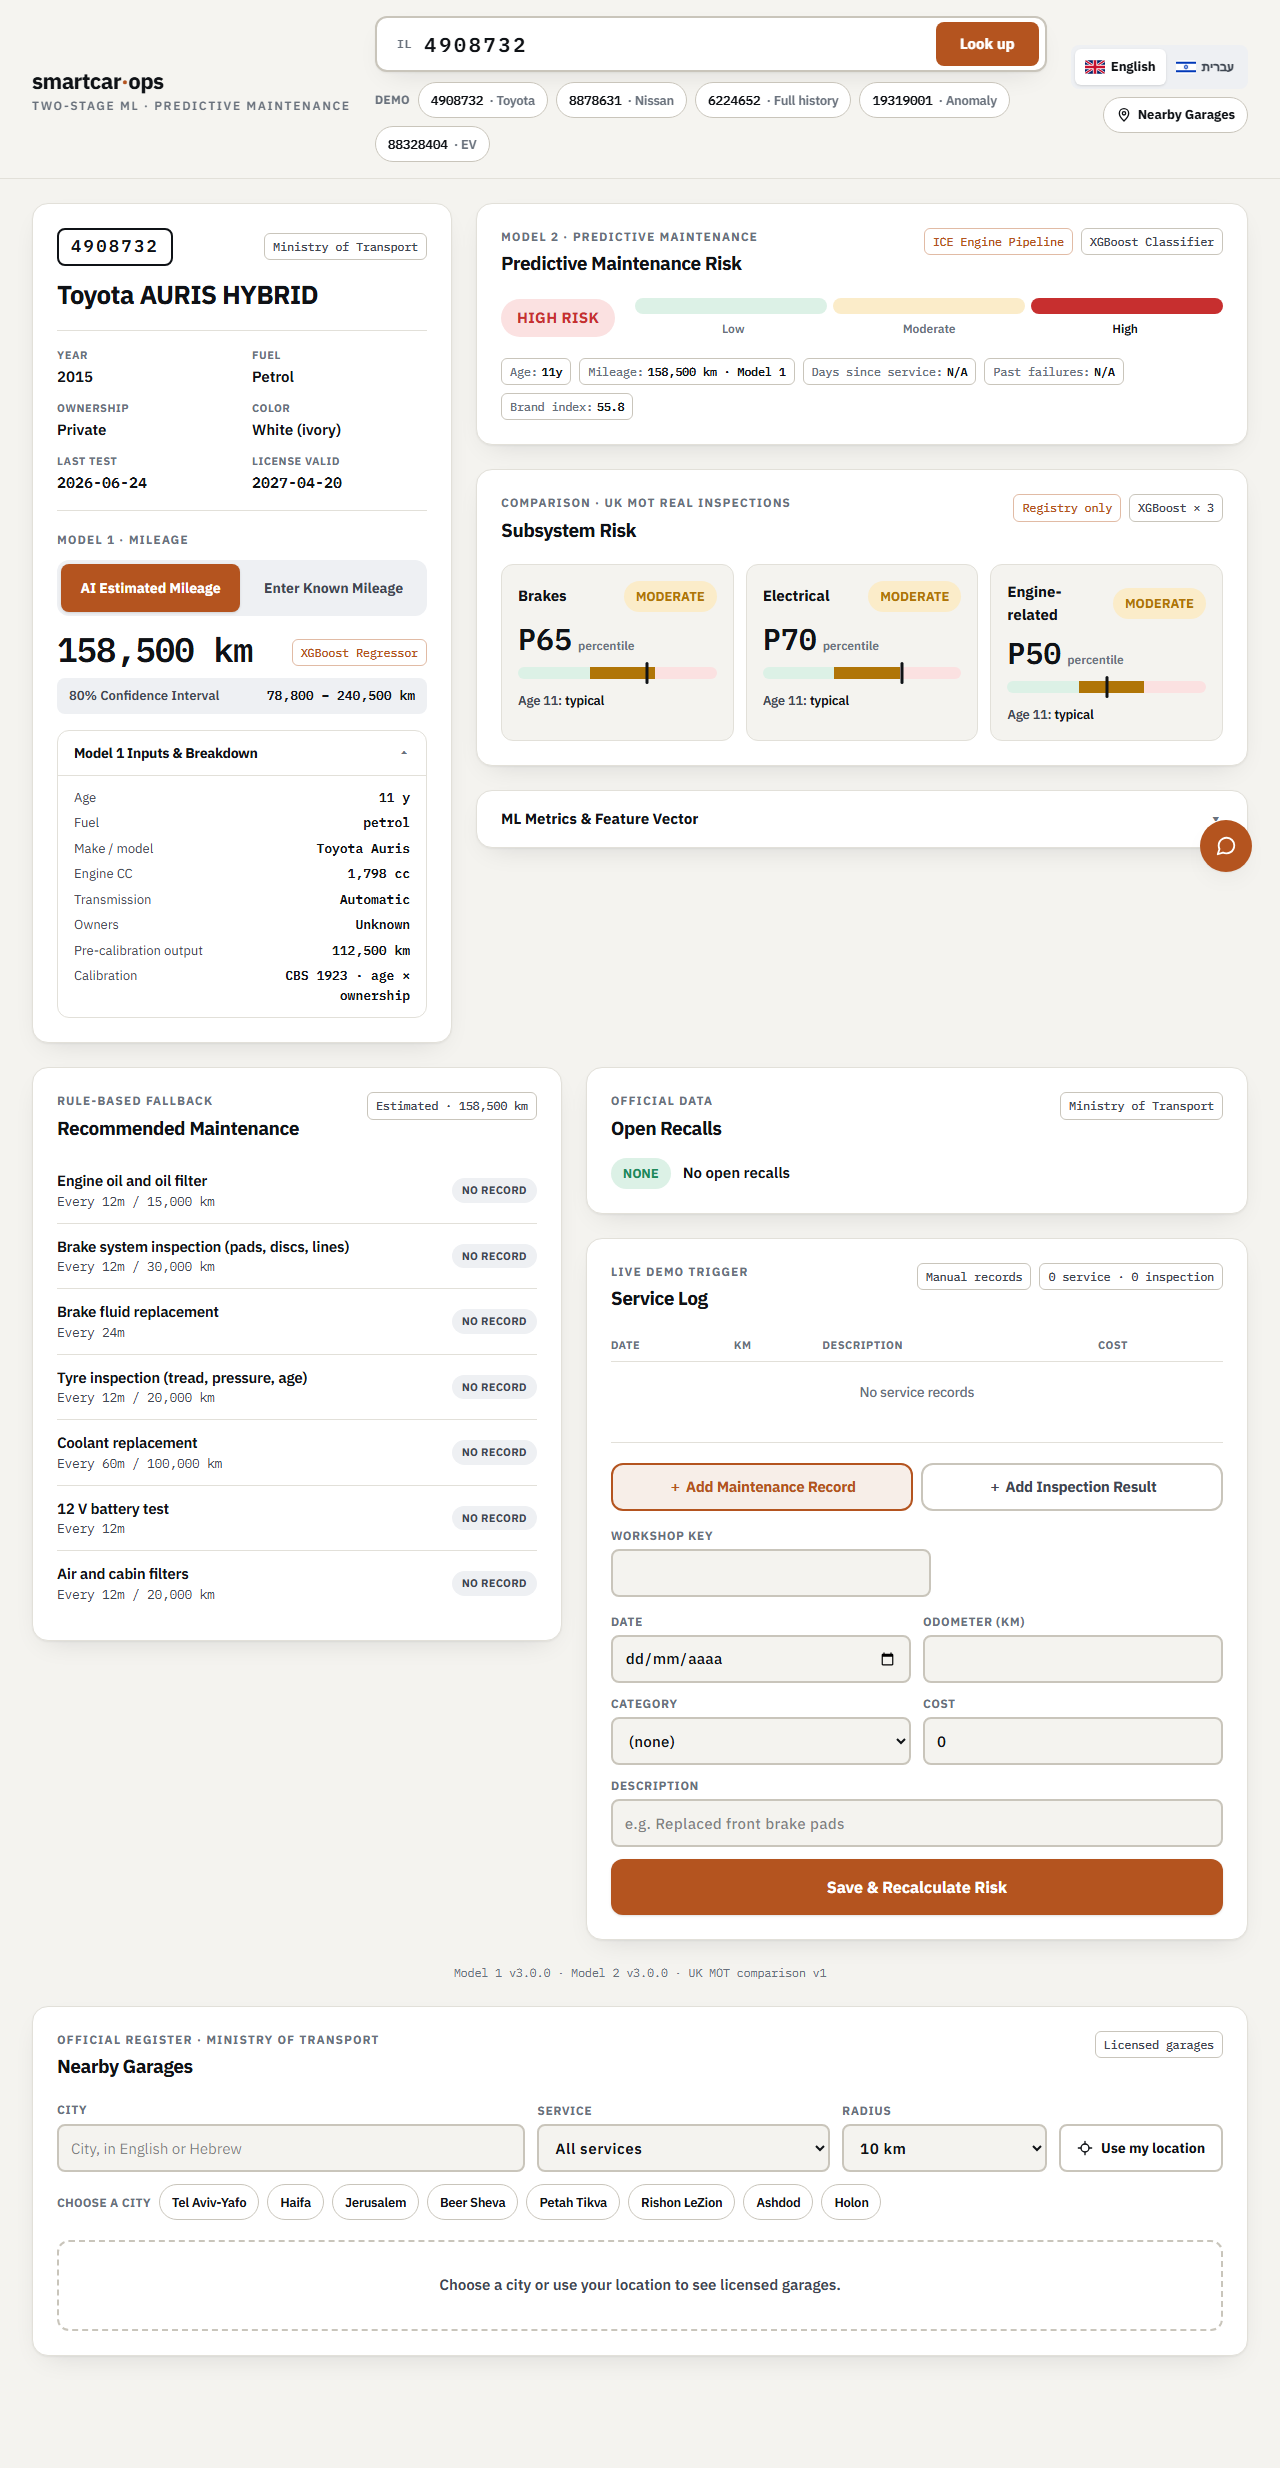 smartcar·ops
TWO-STAGE ML · PREDICTIVE MAINTENANCE
IL 4908732
Look up
DEMO 4908732 · Toyota 8878631 · Nissan 6224652 · Full history 19319001 · Anomaly
88328404 · EV
English עברית
Nearby Garages
4908732 Ministry of Transport
Toyota AURIS HYBRID
YEAR FUEL
2015 Petrol
OWNERSHIP COLOR
Private White (ivory)
LAST TEST LICENSE VALID
2026-06-24 2027-04-20
MODEL 1 · MILEAGE
AI Estimated Mileage Enter Known Mileage
158,500 km XGBoost Regressor
80% Confidence Interval 78,800 – 240,500 km
Model 1 Inputs & Breakdown
Age 11 y
Fuel petrol
Make / model Toyota Auris
Engine CC 1,798 cc
Transmission Automatic
Owners Unknown
Pre-calibration output 112,500 km
Calibration CBS 1923 · age ×
ownership
MODEL 2 · PREDICTIVE MAINTENANCE
ICE Engine Pipeline XGBoost Classifier
Predictive Maintenance Risk
HIGH RISK
Low Moderate High
Age: 11y Mileage: 158,500 km · Model 1 Days since service: N/A Past failures: N/A
Brand index: 55.8
COMPARISON · UK MOT REAL INSPECTIONS
Registry only XGBoost × 3
Subsystem Risk
Brakes MODERATE
P65 percentile
Age 11: typical
Electrical MODERATE
P70 percentile
Age 11: typical
Engine-
related MODERATE
P50 percentile
Age 11: typical
ML Metrics & Feature Vector
RULE-BASED FALLBACK
Estimated · 158,500 km
Recommended Maintenance
Engine oil and oil filter
Every 12m / 15,000 km
NO RECORD
Brake system inspection (pads, discs, lines)
Every 12m / 30,000 km
NO RECORD
Brake fluid replacement
Every 24m
NO RECORD
Tyre inspection (tread, pressure, age)
Every 12m / 20,000 km
NO RECORD
Coolant replacement
Every 60m / 100,000 km
NO RECORD
12 V battery test
Every 12m
NO RECORD
Air and cabin filters
Every 12m / 20,000 km
NO RECORD
OFFICIAL DATA
Ministry of Transport
Open Recalls
NONE No open recalls
LIVE DEMO TRIGGER
Manual records 0 service · 0 inspection
Service Log
DATE KM DESCRIPTION COST
No service records
+ Add Maintenance Record + Add Inspection Result
WORKSHOP KEY
DATE ODOMETER (KM)
dd/mm/aaaa
CATEGORY COST
(none) 0
DESCRIPTION
e.g. Replaced front brake pads
Save & Recalculate Risk
Model 1 v3.0.0 · Model 2 v3.0.0 · UK MOT comparison v1
OFFICIAL REGISTER · MINISTRY OF TRANSPORT
Licensed garages
Nearby Garages
CITY SERVICE RADIUS
City, in English or Hebrew All services 10 km Use my location
CHOOSE A CITY Tel Aviv-Yafo Haifa Jerusalem Beer Sheva Petah Tikva Rishon LeZion Ashdod Holon
Choose a city or use your location to see licensed garages.